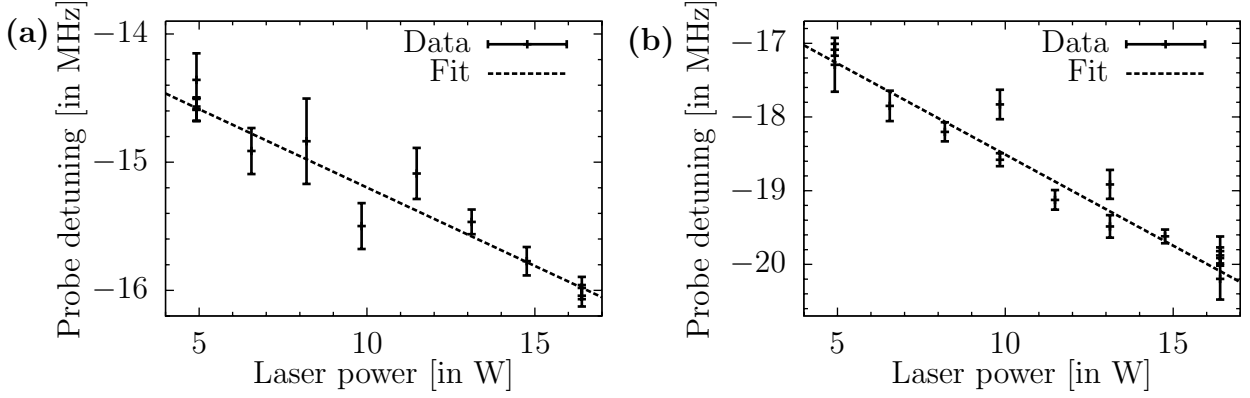 (a)
Probe detuning [in MHz]
−14
−15
−16
Data
Fit
5
10
15
Laser power [in W]
(b)
Probe detuning [in MHz]
−17
−18
−19
−20
Data
Fit
5
10
15
Laser power [in W]